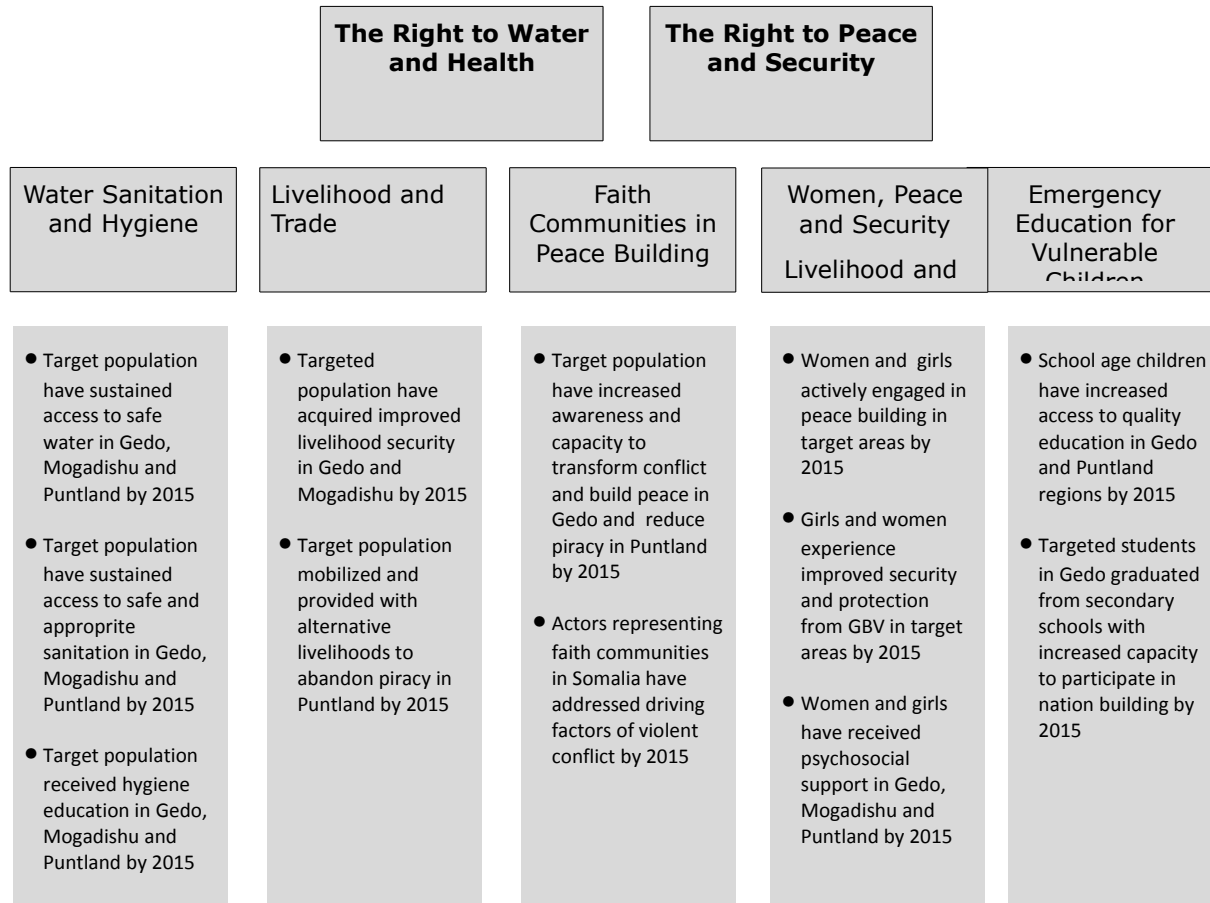 The Right to Water
and Health
The Right to Peace
and Security
Water Sanitation
and Hygiene
Livelihood and
Trade
Faith
Communities in
Peace Building
Women, Peace
and Security
Livelihood and
Emergency
Education for
Vulnerable
Children
● Target population
have sustained
access to safe
water in Gedo,
Mogadishu and
Puntland by 2015
● Target population
have sustained
access to safe and
approprite
sanitation in Gedo,
Mogadishu and
Puntland by 2015
● Target population
received hygiene
education in Gedo,
Mogadishu and
Puntland by 2015
● Targeted
population have
acquired improved
livelihood security
in Gedo and
Mogadishu by 2015
● Target population
mobilized and
provided with
alternative
livelihoods to
abandon piracy in
Puntland by 2015
● Target population
have increased
awareness and
capacity to
transform conflict
and build peace in
Gedo and reduce
piracy in Puntland
by 2015
● Actors representing
faith communities
in Somalia have
addressed driving
factors of violent
conflict by 2015
● Women and girls
actively engaged in
peace building in
target areas by
2015
● Girls and women
experience
improved security
and protection
from GBV in target
areas by 2015
● Women and girls
have received
psychosocial
support in Gedo,
Mogadishu and
Puntland by 2015
● School age children
have increased
access to quality
education in Gedo
and Puntland
regions by 2015
● Targeted students
in Gedo graduated
from secondary
schools with
increased capacity
to participate in
nation building by
2015